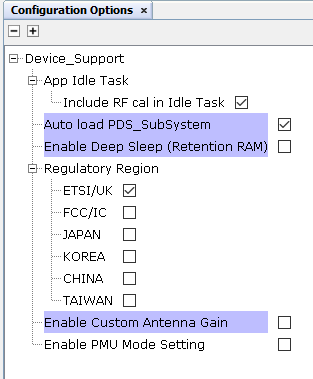 Configuration Options ×
Device_Support
App Idle Task
Include RF cal in Idle Task
Auto load PDS_SubSystem
Enable Deep Sleep (Retention RAM)
Regulatory Region
ETSI/UK
FCC/IC
JAPAN
KOREA
CHINA
TAIWAN
Enable Custom Antenna Gain
Enable PMU Mode Setting